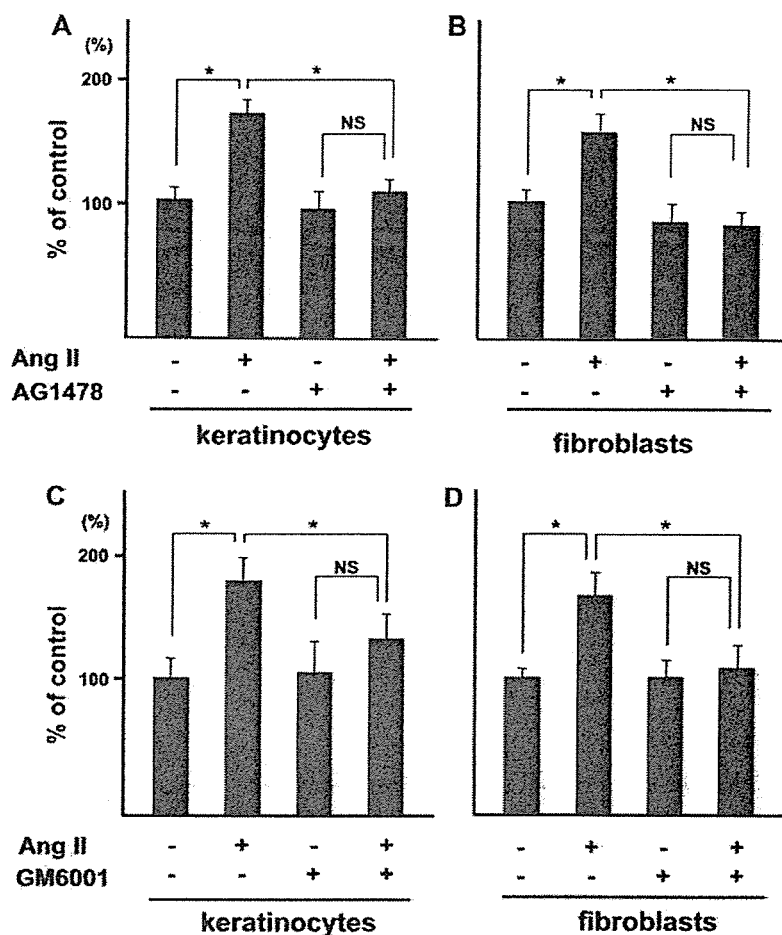 A B
(%)
200
* * * *
NS NS
100
% of control
Ang II - + - + - + - +
AG1478 - - + + - - + +
keratinocytes fibroblasts
C D
(%)
200
* * * *
NS NS
100
% of control
Ang II - + - + - + - +
GM6001 - - + + - - + +
keratinocytes fibroblasts